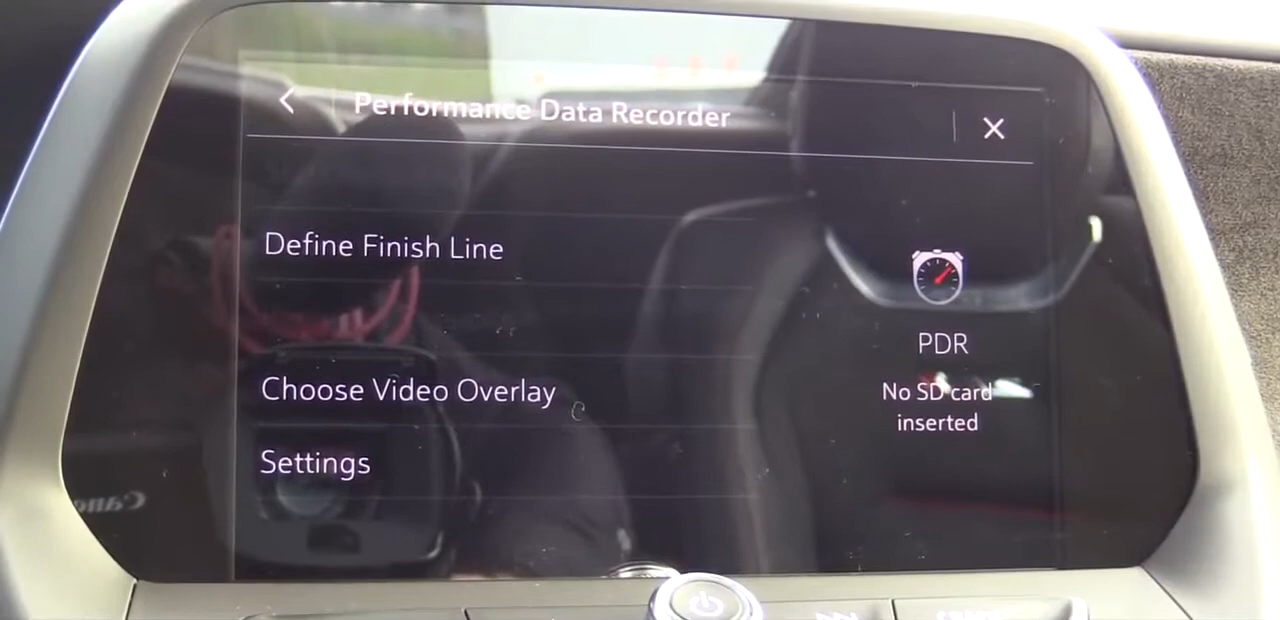 Performance Data Recorder
Define Finish Line
Choose Video Overlay
Settings
PDR
No SD card
inserted